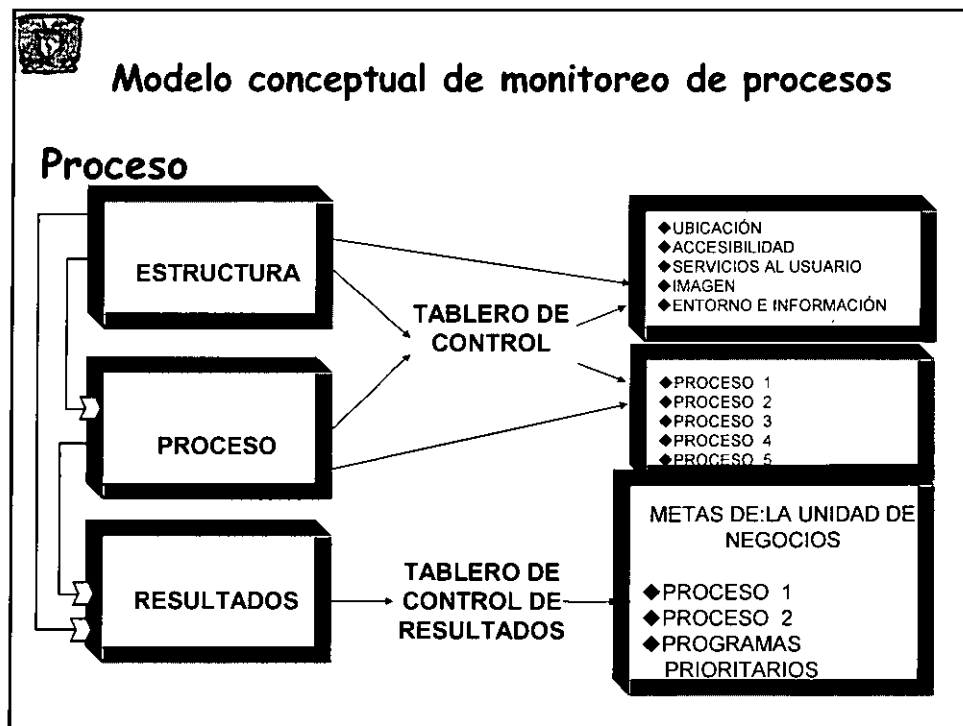 Modelo conceptual de monitoreo de procesos
Proceso
ESTRUCTURA
PROCESO
RESULTADOS
TABLERO DE
CONTROL
TABLERO DE
CONTROL DE
RESULTADOS
◆UBICACIÓN
◆ACCESIBILIDAD
◆SERVICIOS AL USUARIO
◆IMAGEN
◆ENTORNO E INFORMACIÓN
◆PROCESO 1
◆PROCESO 2
◆PROCESO 3
◆PROCESO 4
◆PROCESO 5
METAS DE:LA UNIDAD DE
NEGOCIOS
◆PROCESO 1
◆PROCESO 2
◆PROGRAMAS
PRIORITARIOS